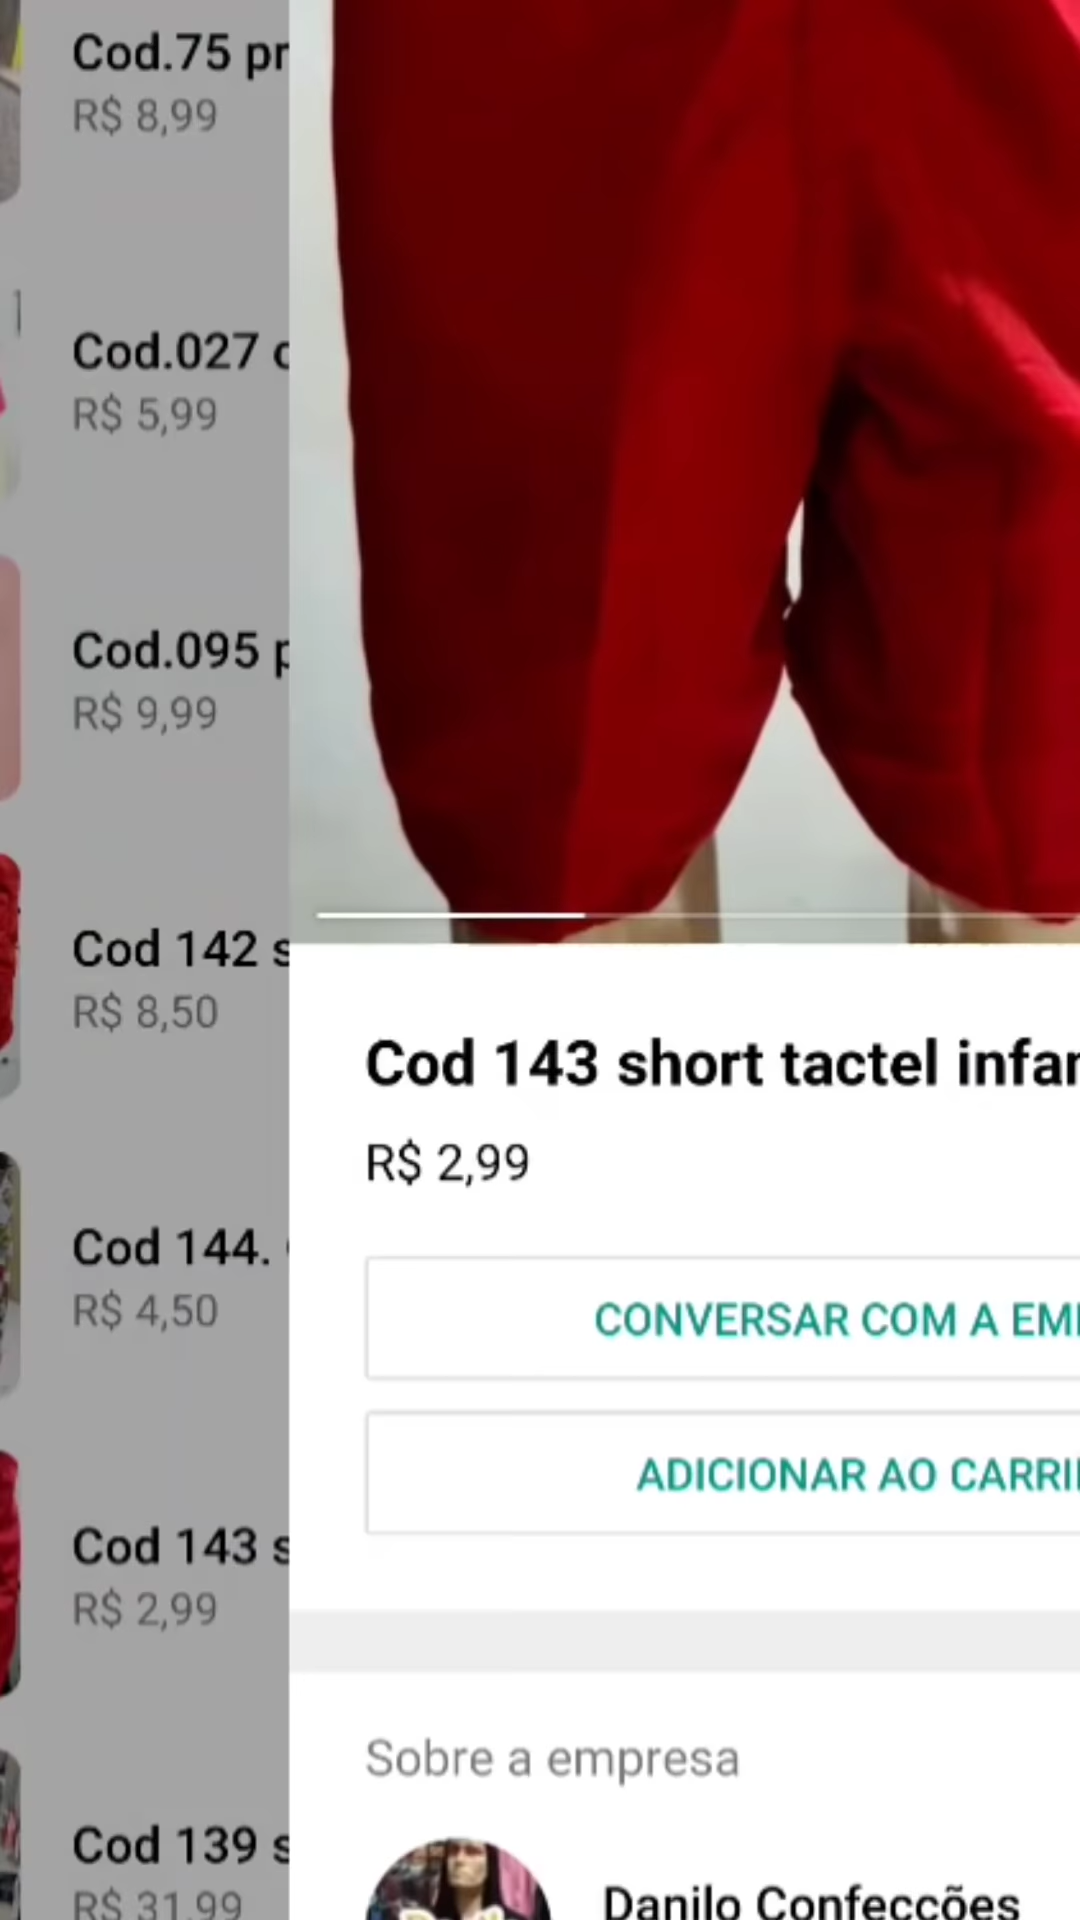 Cod.75 pr
R$ 8,99
Cod.027
R$ 5,99
Cod.095 p
R$ 9,99
Cod 142 s
R$ 8,50
Cod 144.
R$ 4,50
Cod 143 s
R$ 2,99
Cod 139 s
R$ 31,99
Cod 143 short tactel infan
R$ 2,99
CONVERSAR COM A EMP
ADICIONAR AO CARRI
Sobre a empresa
Danilo Confecções